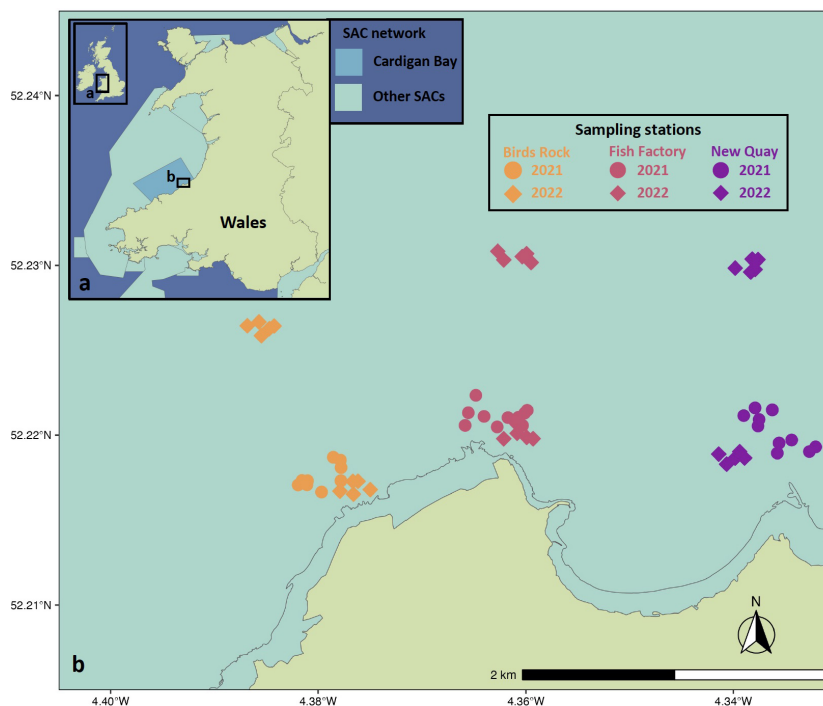 SAC network
Cardigan Bay
Other SACs
a
b
Wales
a
Sampling stations
Birds Rock Fish Factory New Quay
2021 2021 2021
2022 2022 2022
52.24°N
52.23°N
52.22°N
52.21°N
N
b
2 km
4.40°W 4.38°W 4.36°W 4.34°W